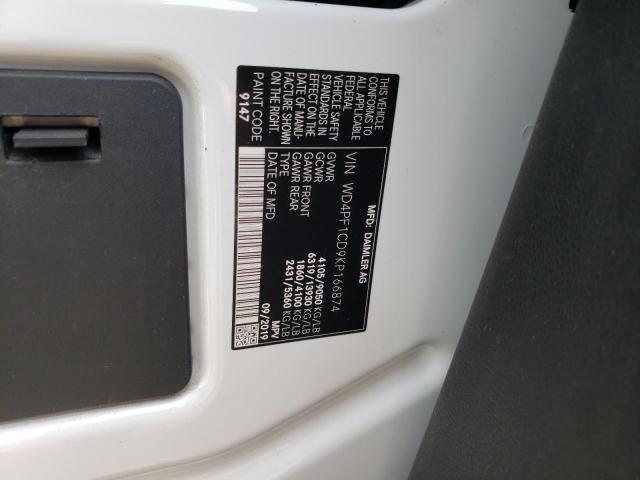 MFD: DAIMLER AG
VIN WD4PF1CD9KP166874
THIS VEHICLE
CONFORMS TO
ALL APPLICABLE
FEDERAL
VEHICLE SAFETY
STANDARDS IN
EFFECT ON THE
DATE OF MANU-
FACTURE SHOWN
ON THE RIGHT.
PAINT CODE
9147
GVWR 4105/9050 KG/LB
GCWR 6319/13930 KG/LB
GAWR FRONT 1860/4100 KG/LB
GAWR REAR 2431/5360 KG/LB
TYPE MPV
DATE OF MFD 09/2019